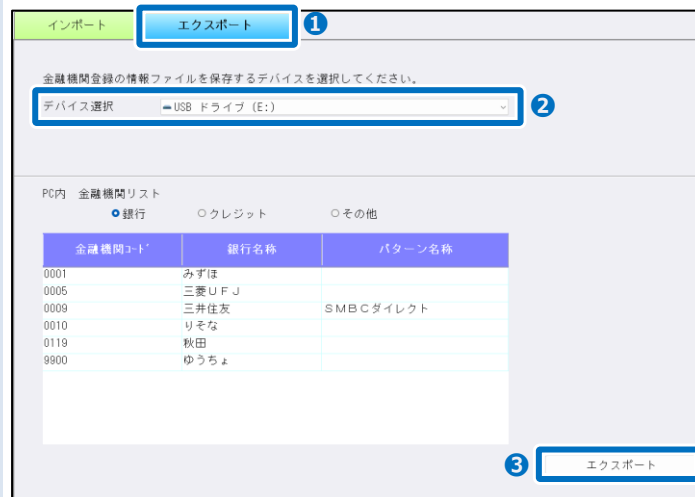 インポート エクスポート ❶
金融機関登録の情報ファイルを保存するデバイスを選択してください。
デバイス選択 USB ドライブ (E:) ❷
PC内 金融機関リスト
銀行 クレジット その他
金融機関ｺｰﾄﾞ 銀行名称 パターン名称
0001 みずほ
0005 三菱ＵＦＪ
0009 三井住友 ＳＭＢＣダイレクト
0010 りそな
0119 秋田
9900 ゆうちょ
❸ エクスポート